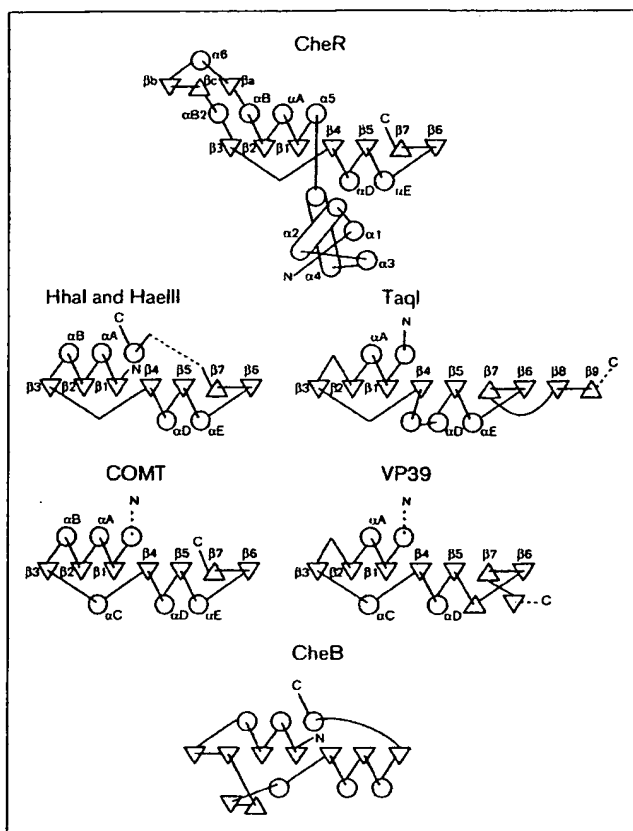 CheR
α6
βb βc βa
αB αA α5
αB2
β4 β5 C β7 β6
β3 β2 β1
αD αE
α2 α1
N α4 α3
HhaI and HaeIII
C
αB αA
N β4 β5 β7 β6
β3 β2 β1
αD αE
TaqI
N
αA
β4 β5 β7 β6 β8 β9 C
β3 β2 β1
αD αE
COMT
N
αB αA
β4 β5 C β7 β6
β3 β2 β1
αC αD αE
VP39
N
αA
β4 β5 β7 β6
β3 β2 β1
αC αD C
CheB
C
N